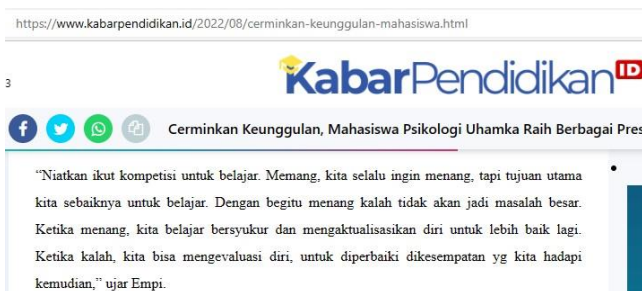 https://www.kabarpendidikan.id/2022/08/cerminkan-keunggulan-mahasiswa.html
3
KabarPendidikan ID
Cerminkan Keunggulan, Mahasiswa Psikologi Uhamka Raih Berbagai Pres
“Niatkan ikut kompetisi untuk belajar. Memang, kita selalu ingin menang, tapi tujuan utama
kita sebaiknya untuk belajar. Dengan begitu menang kalah tidak akan jadi masalah besar.
Ketika menang, kita belajar bersyukur dan mengaktualisasikan diri untuk lebih baik lagi.
Ketika kalah, kita bisa mengevaluasi diri, untuk diperbaiki dikesempatan yg kita hadapi
kemudian,” ujar Empi.